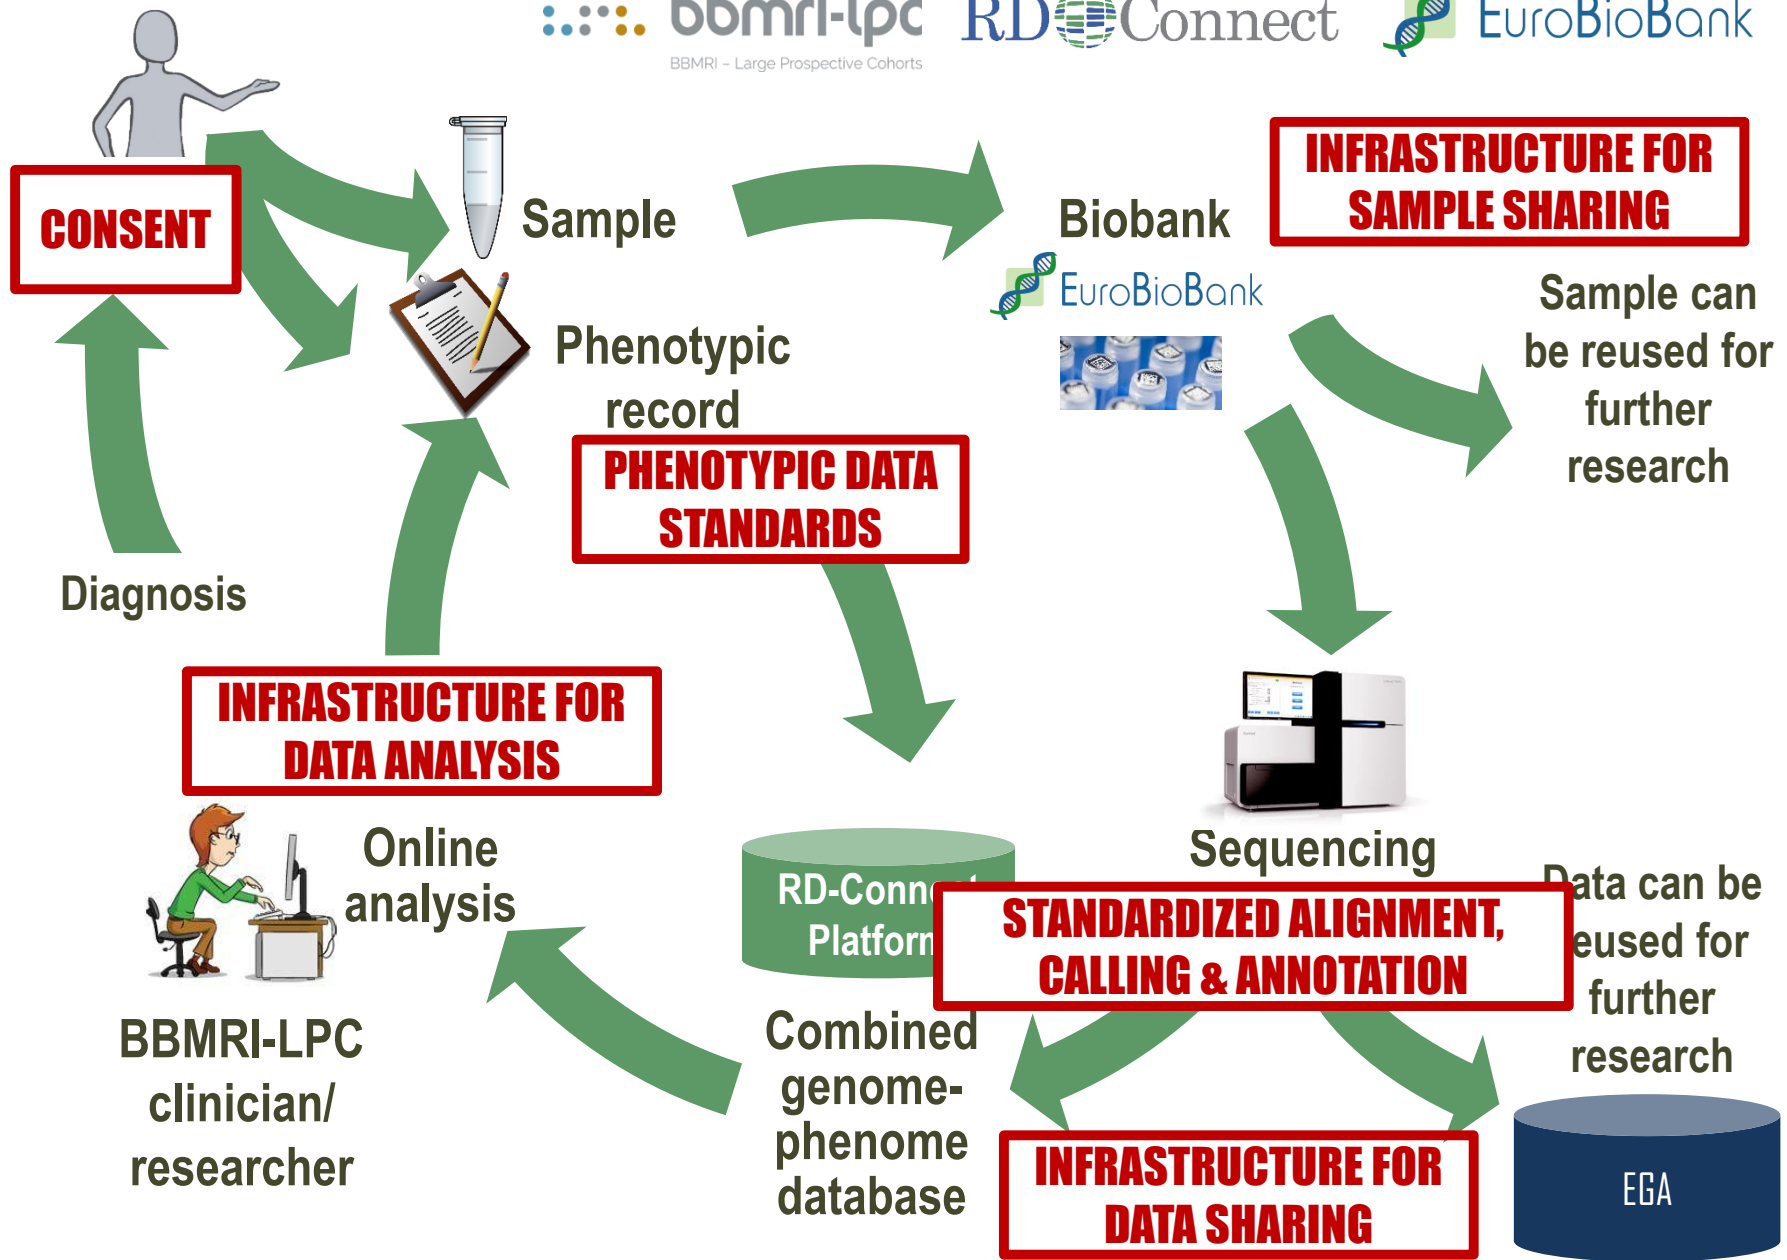 bbmri-lpc
BBMRI – Large Prospective Cohorts
RD Connect
EuroBioBank
CONSENT
Sample
Biobank
EuroBioBank
INFRASTRUCTURE FOR
SAMPLE SHARING
Sample can
be reused for
further
research
Phenotypic
record
PHENOTYPIC DATA
STANDARDS
Diagnosis
INFRASTRUCTURE FOR
DATA ANALYSIS
Online
analysis
BBMRI-LPC
clinician/
researcher
RD-Connect
Platform
Combined
genome-
phenome
database
Sequencing
STANDARDIZED ALIGNMENT,
CALLING & ANNOTATION
Data can be
eused for
further
research
INFRASTRUCTURE FOR
DATA SHARING
EGA